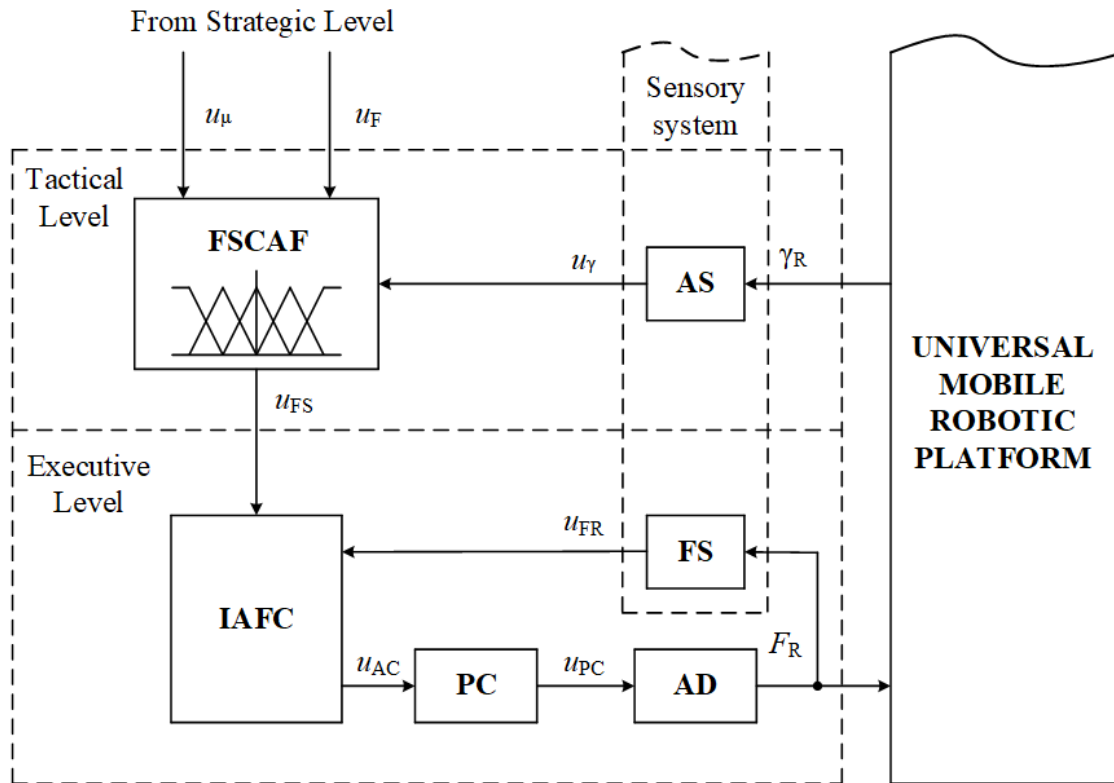 From Strategic Level
uμ
uF
Sensory
system
Tactical
Level
FSCAF
uγ
AS
γR
UNIVERSAL
MOBILE
ROBOTIC
PLATFORM
uFS
Executive
Level
uFR
FS
IAFC
uAC
PC
uPC
AD
FR